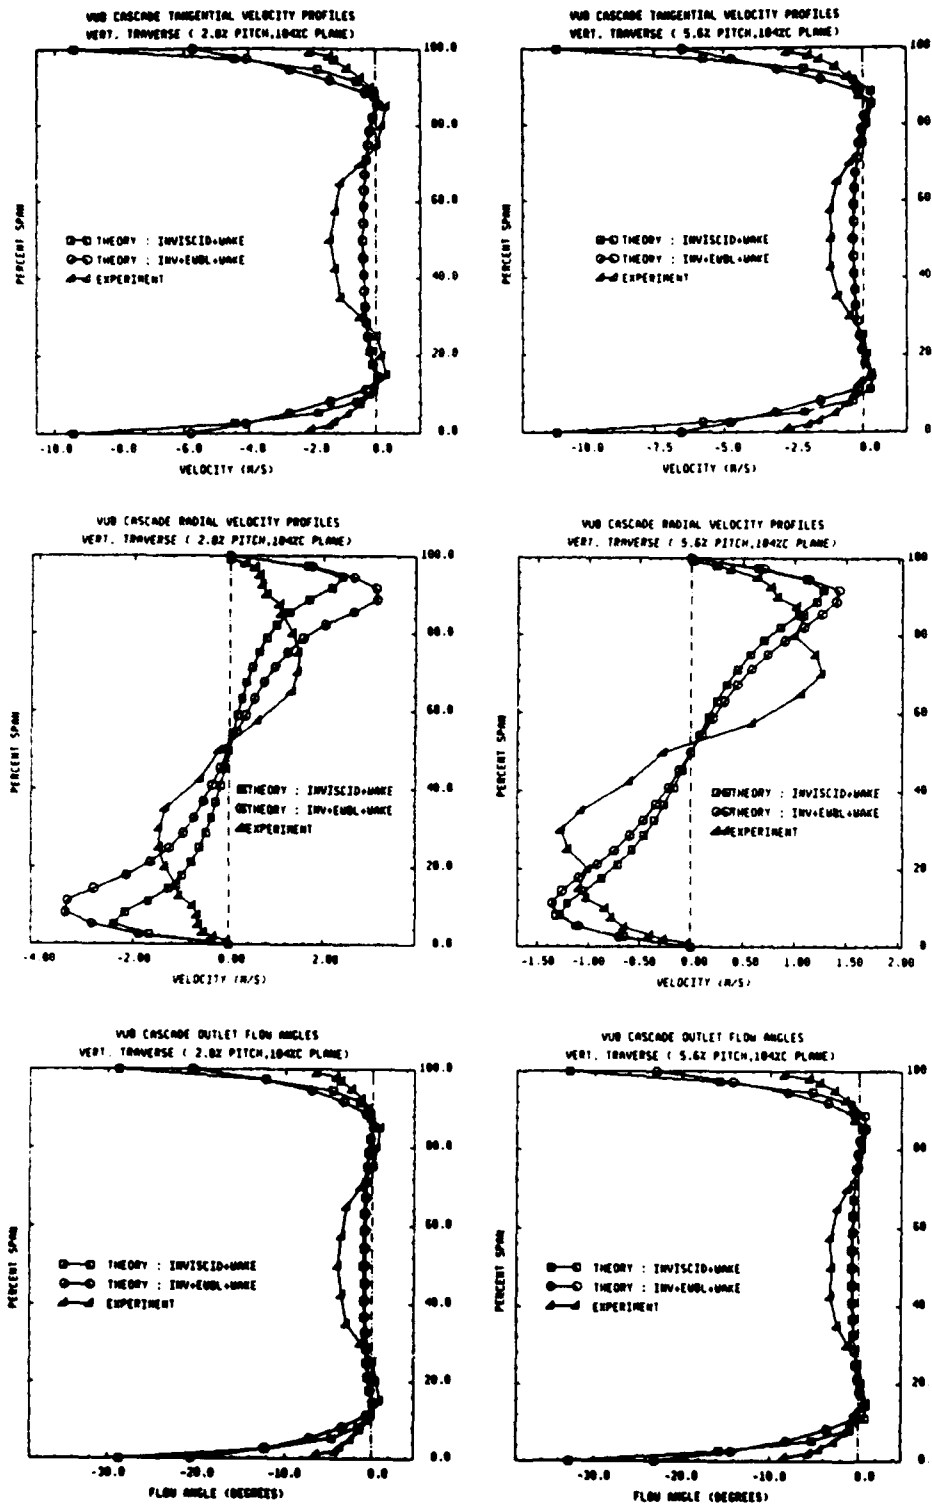 VUB CASCADE TANGENTIAL VELOCITY PROFILES
VERT. TRAVERSE ( 2.8% PITCH,104%C PLANE)
100.0
80.0
60.0
40.0
20.0
0.0
PERCENT SPAN
THEORY : INVISCID+WAKE
THEORY : INV+EWBL+WAKE
EXPERIMENT
-10.0 -8.0 -6.0 -4.0 -2.0 0.0
VELOCITY (M/S)
VUB CASCADE TANGENTIAL VELOCITY PROFILES
VERT. TRAVERSE ( 5.6% PITCH,104%C PLANE)
100
80
60
40
20
0
PERCENT SPAN
THEORY : INVISCID+WAKE
THEORY : INV+EWBL+WAKE
EXPERIMENT
-10.0 -7.5 -5.0 -2.5 0.0
VELOCITY (M/S)
VUB CASCADE RADIAL VELOCITY PROFILES
VERT. TRAVERSE ( 2.8% PITCH,104%C PLANE)
100.0
80.0
60.0
40.0
20.0
0.0
PERCENT SPAN
THEORY : INVISCID+WAKE
THEORY : INV+EWBL+WAKE
EXPERIMENT
-4.00 -2.00 0.00 2.00
VELOCITY (M/S)
VUB CASCADE RADIAL VELOCITY PROFILES
VERT. TRAVERSE ( 5.6% PITCH,104%C PLANE)
100
80
60
40
20
0
PERCENT SPAN
THEORY : INVISCID+WAKE
THEORY : INV+EWBL+WAKE
EXPERIMENT
-1.50 -1.00 -0.50 0.00 0.50 1.00 1.50 2.00
VELOCITY (M/S)
VUB CASCADE OUTLET FLOW ANGLES
VERT. TRAVERSE ( 2.8% PITCH,104%C PLANE)
100.0
80.0
60.0
40.0
20.0
0.0
PERCENT SPAN
THEORY : INVISCID+WAKE
THEORY : INV+EWBL+WAKE
EXPERIMENT
-30.0 -20.0 -10.0 0.0
FLOW ANGLE (DEGREES)
VUB CASCADE OUTLET FLOW ANGLES
VERT. TRAVERSE ( 5.6% PITCH,104%C PLANE)
100.
80.
60.
40.
20.
0.
PERCENT SPAN
THEORY : INVISCID+WAKE
THEORY : INV+EWBL+WAKE
EXPERIMENT
-30.0 -20.0 -10.0 0.0
FLOW ANGLE (DEGREES)